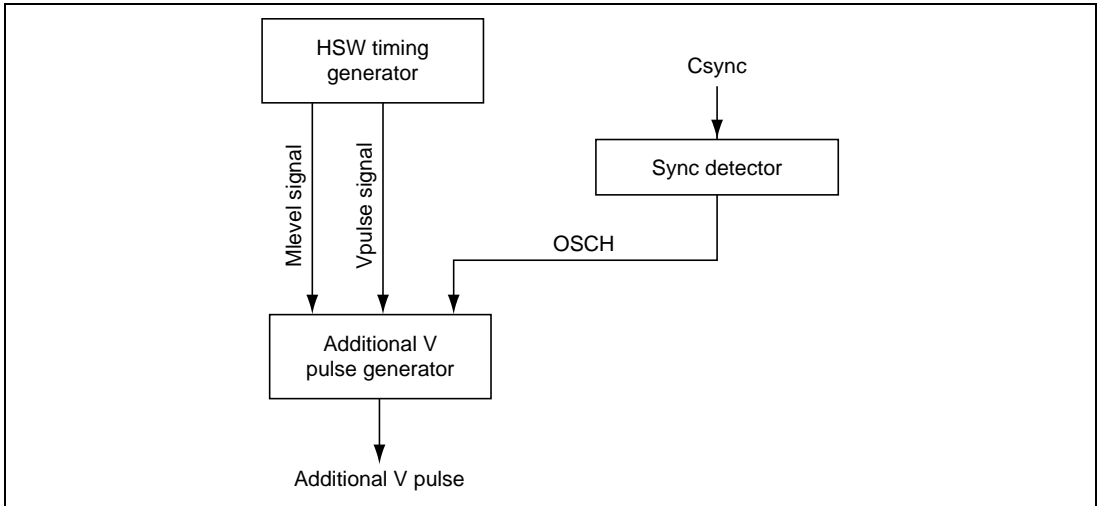 HSW timing
generator
Csync
Sync detector
Mlevel signal
Vpulse signal
OSCH
Additional V
pulse generator
Additional V pulse